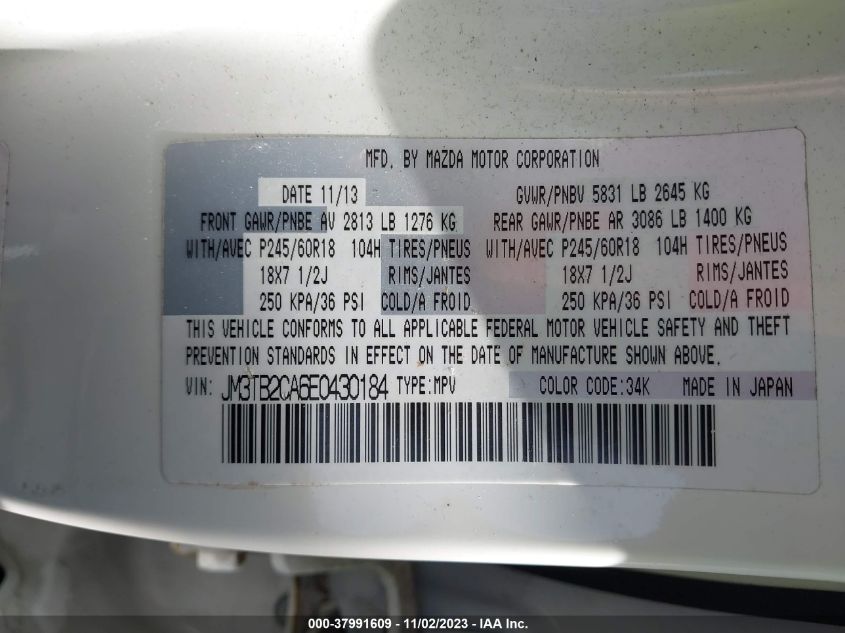 MFD. BY MAZDA MOTOR CORPORATION
DATE 11/13 GVWR/PNBV 5831 LB 2645 KG
FRONT GAWR/PNBE AV 2813 LB 1276 KG REAR GAWR/PNBE AR 3086 LB 1400 KG
WITH/AVEC P245/60R18 104H TIRES/PNEUS WITH/AVEC P245/60R18 104H TIRES/PNEUS
18X7 1/2J RIMS/JANTES 18X7 1/2J RIMS/JANTES
250 KPA/36 PSI COLD/A FROID 250 KPA/36 PSI COLD/A FROID
THIS VEHICLE CONFORMS TO ALL APPLICABLE FEDERAL MOTOR VEHICLE SAFETY AND THEFT
PREVENTION STANDARDS IN EFFECT ON THE DATE OF MANUFACTURE SHOWN ABOVE.
VIN: JM3TB2CA6E0430184 TYPE:MPV COLOR CODE:34K MADE IN JAPAN
000-37991609 - 11/02/2023 - IAA Inc.